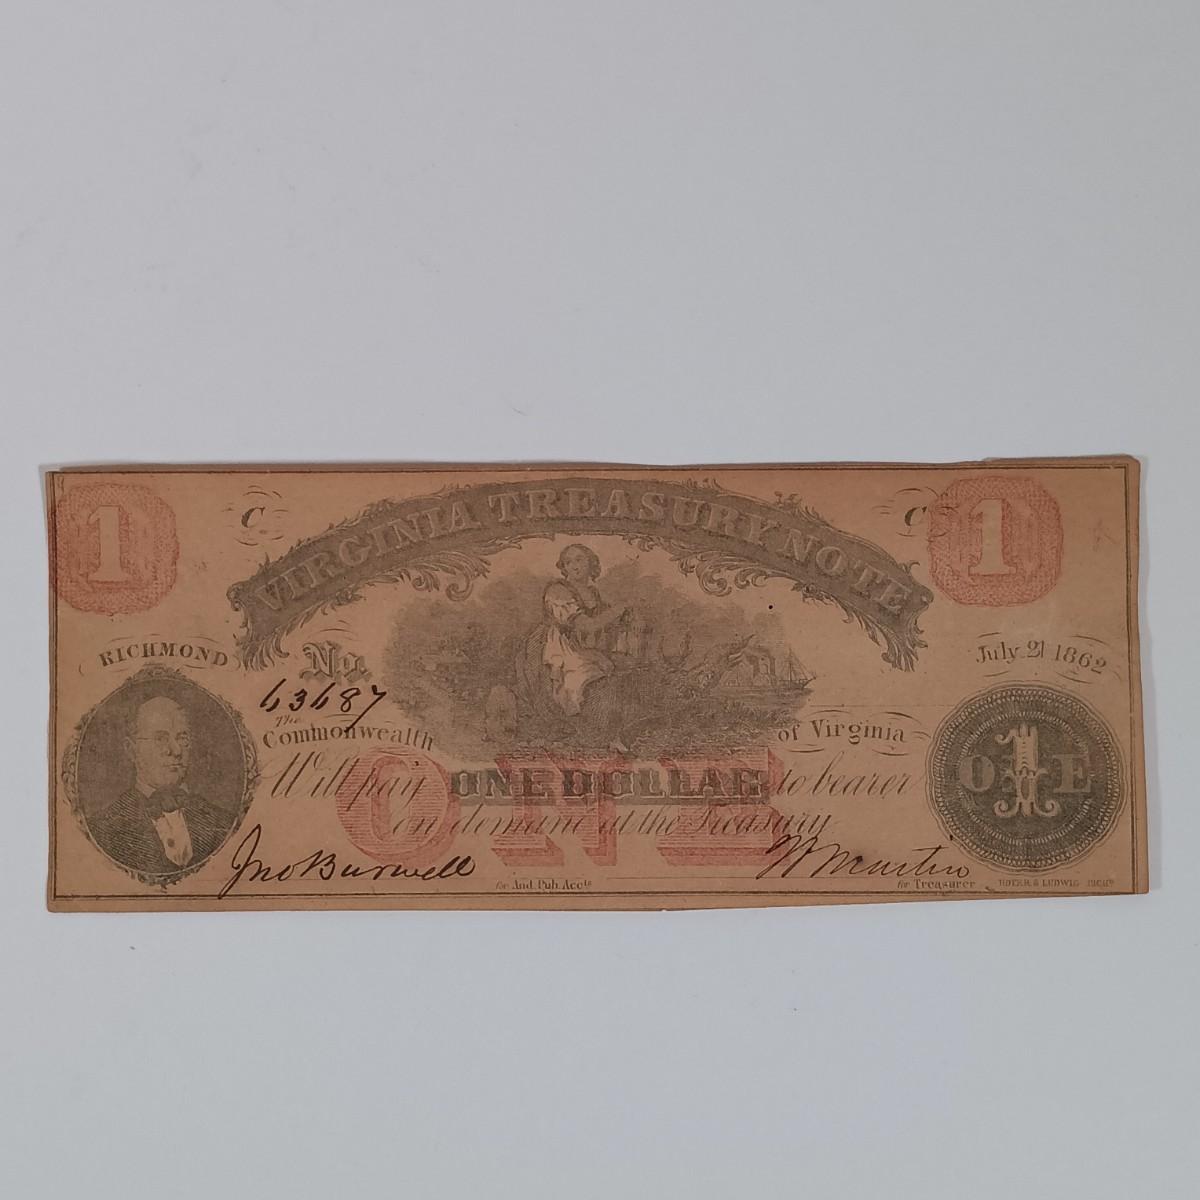 1 C C 1
VIRGINIA TREASURY NOTE
RICHMOND No. July 21 1862
63687
The
Commonwealth of Virginia
Will pay ONE DOLLAR to bearer
ONE
on demand at the Treasury
O 1 E
Jno Burwell W Martin
for Aud. Pub. Accts for Treasurer HOYER & LUDWIG RICHD